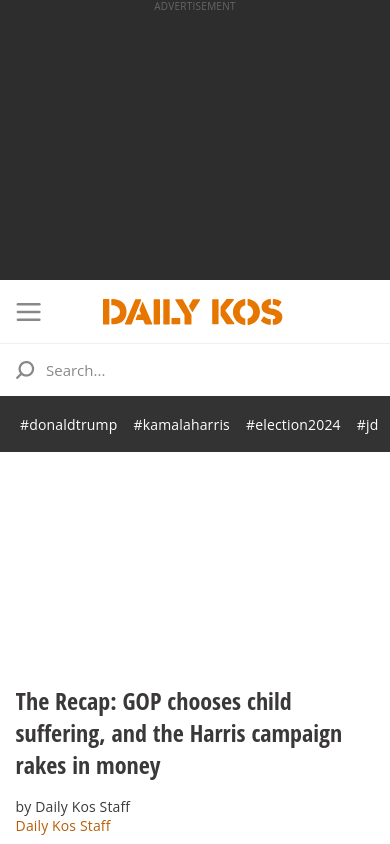 ADVERTISEMENT
DAILY KOS
Search...
#donaldtrump #kamalaharris #election2024 #jd
The Recap: GOP chooses child
suffering, and the Harris campaign
rakes in money
by Daily Kos Staff
Daily Kos Staff